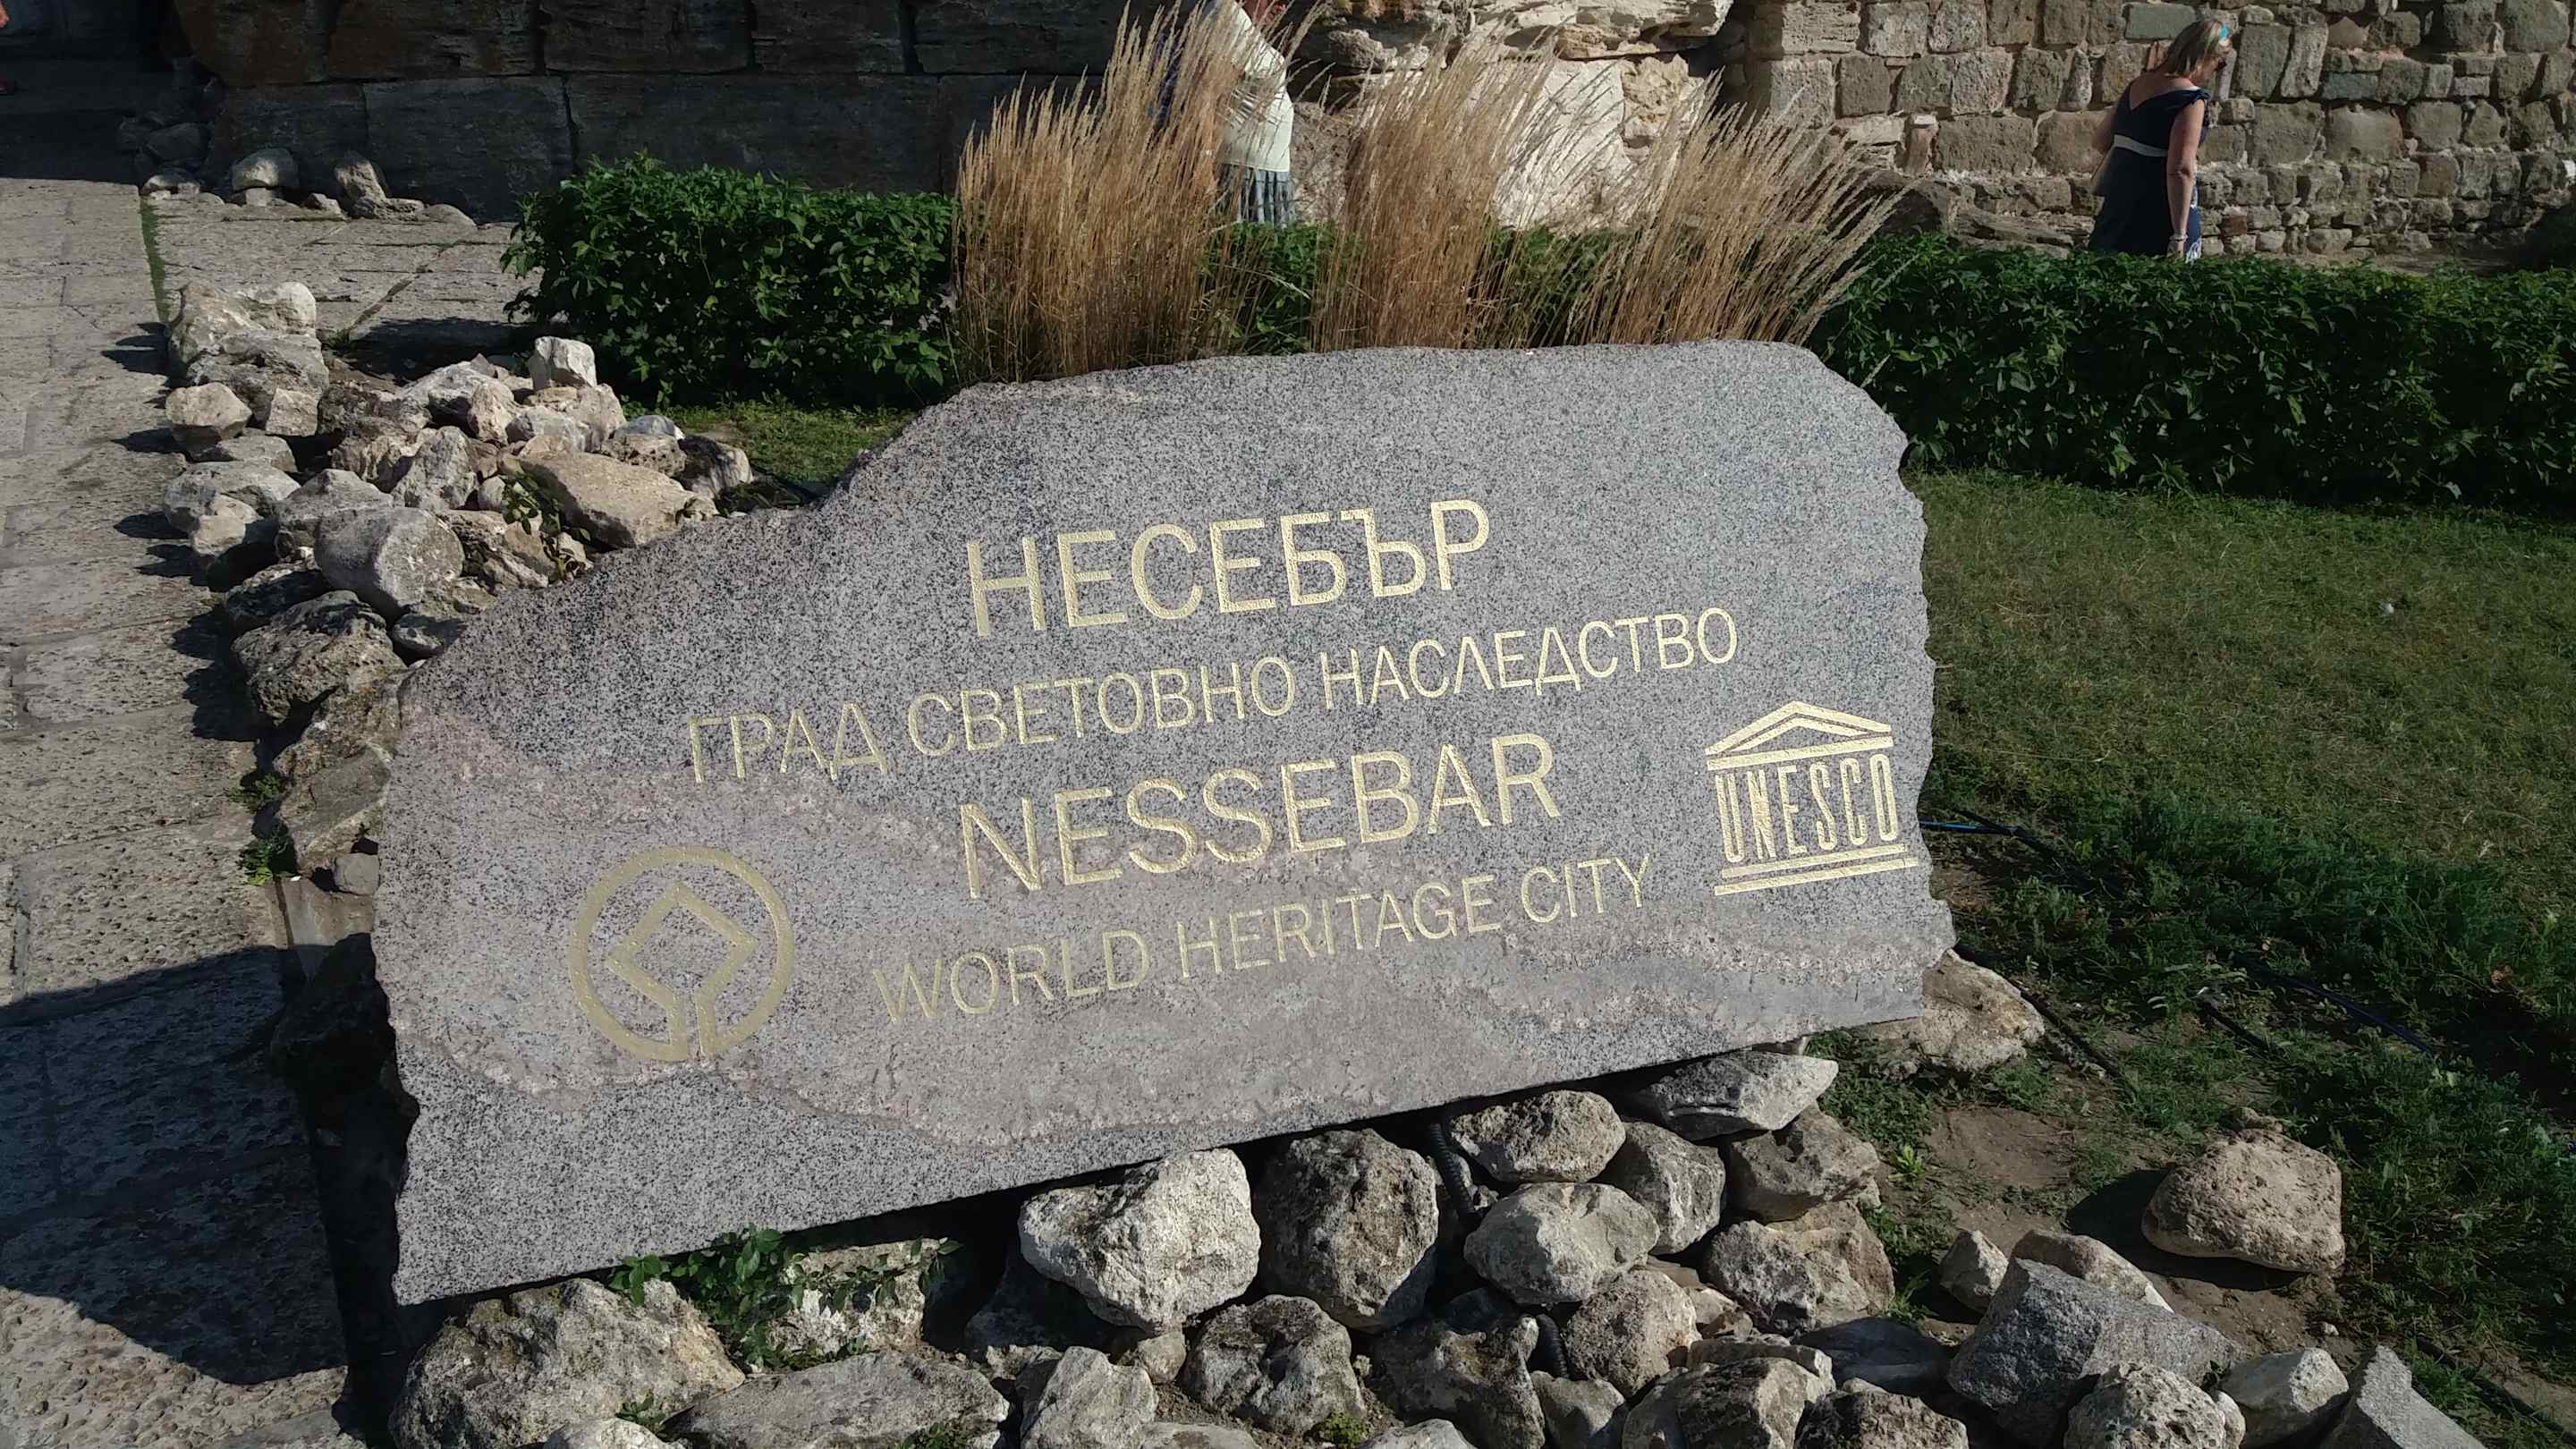 НЕСЕБЪР
ГРАД СВЕТОВНО НАСЛЕДСТВО
NESSEBAR
WORLD HERITAGE CITY
UNESCO